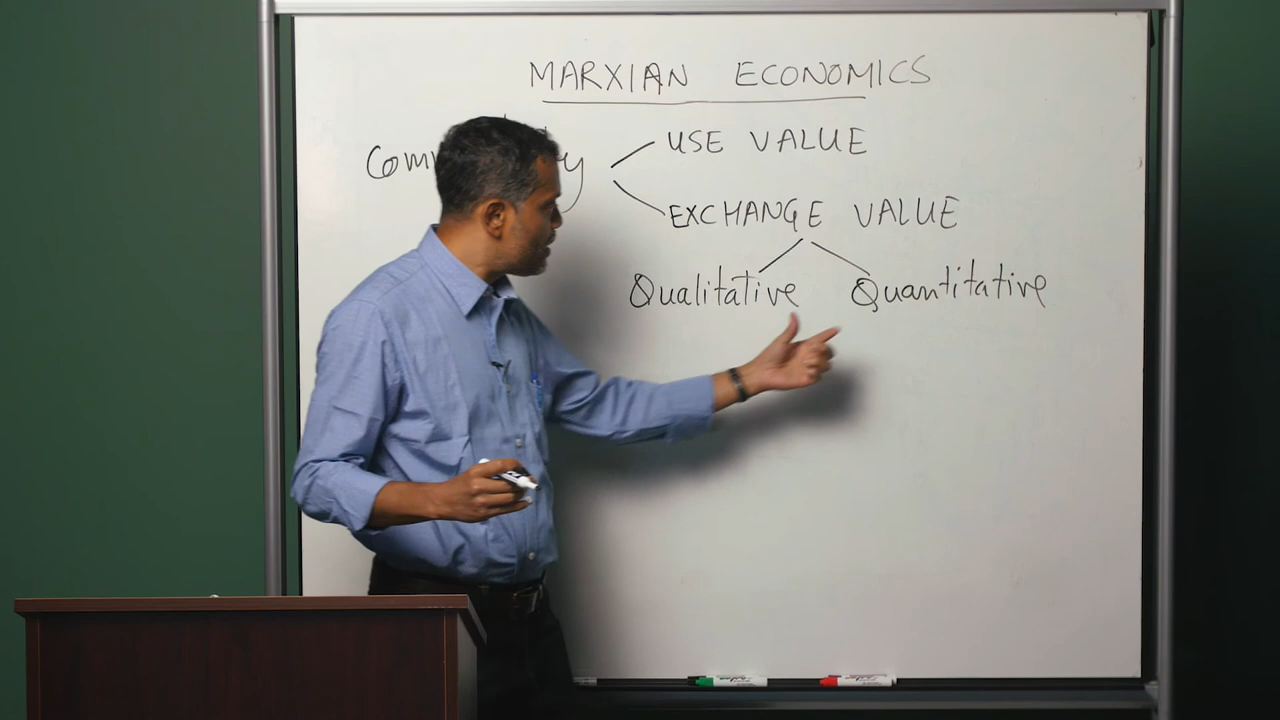 MARXIAN ECONOMICS
USE VALUE
EXCHANGE VALUE
Qualitative Quantitative